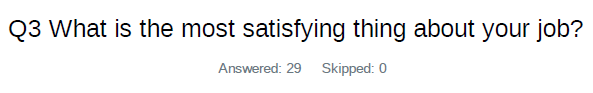 Q3 What is the most satisfying thing about your job?
Answered: 29 Skipped: 0